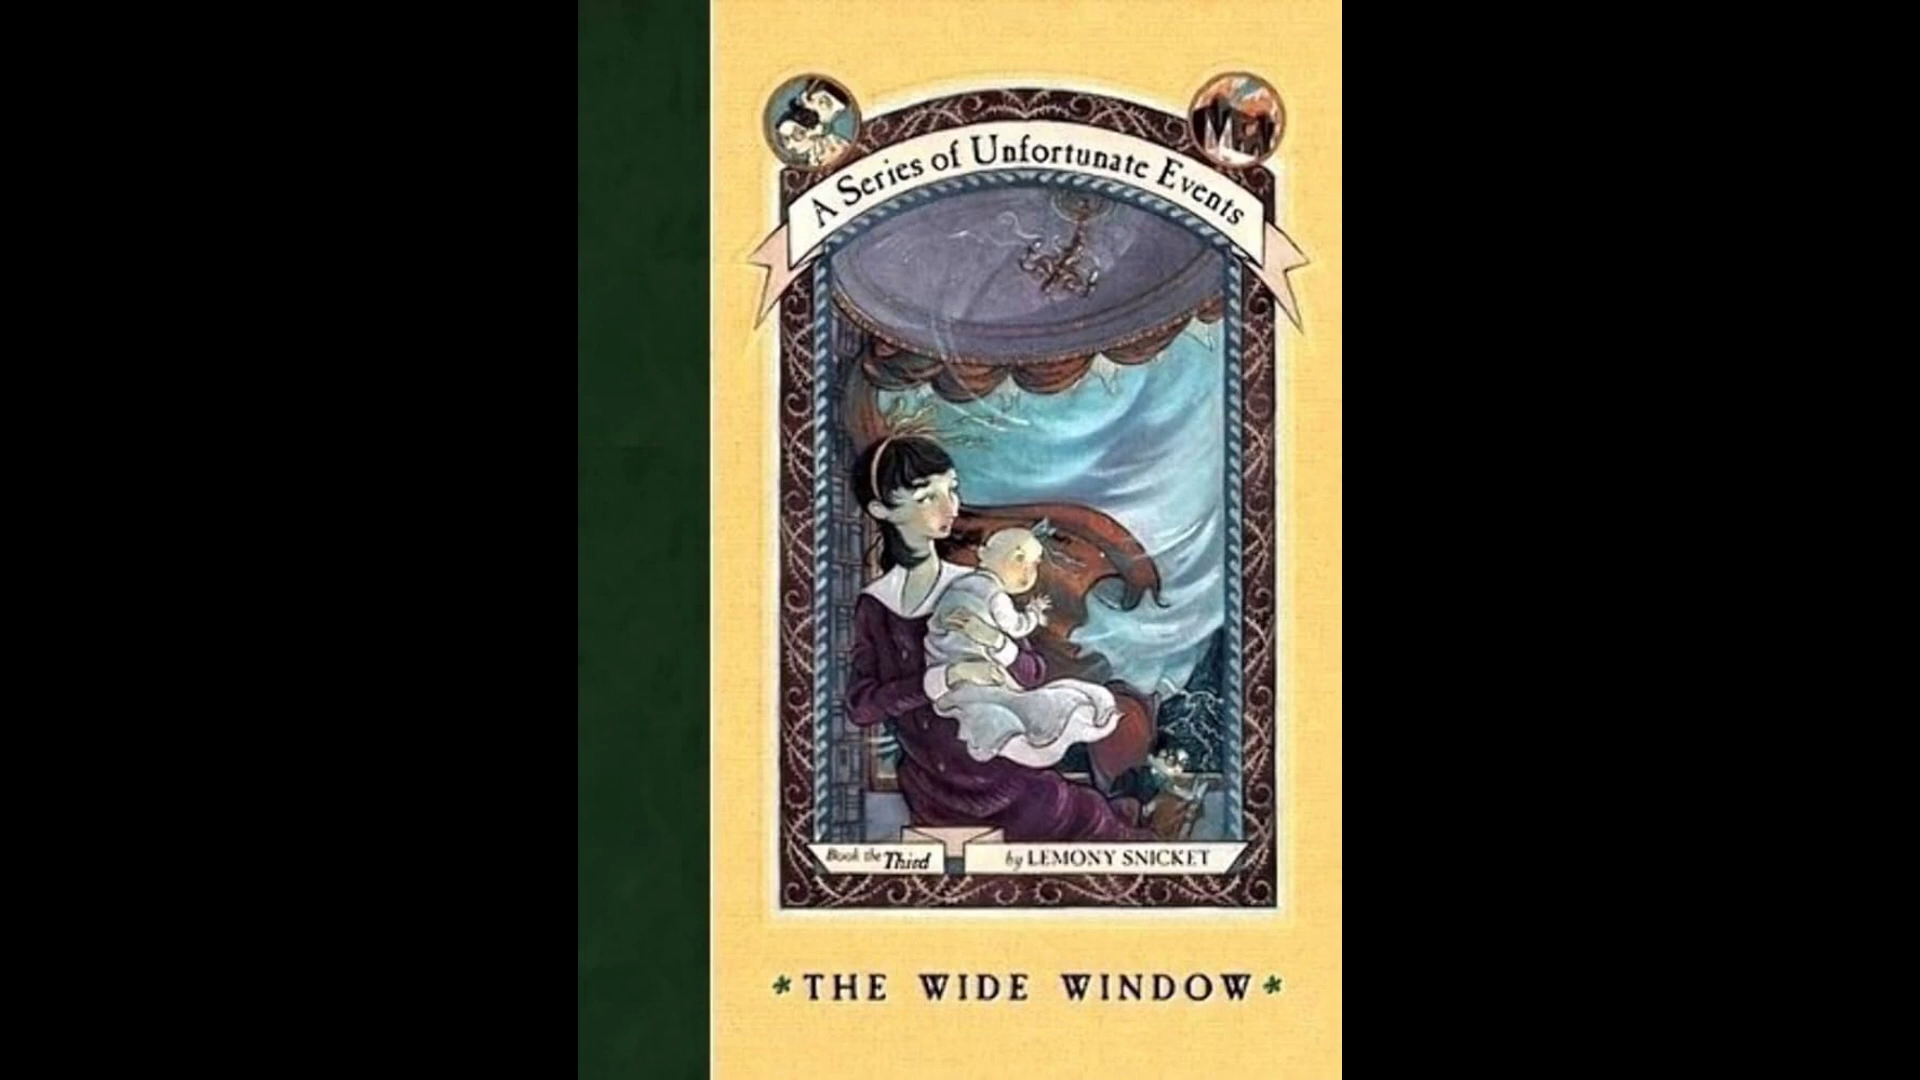 A Series of Unfortunate Events
Book the Third
by LEMONY SNICKET
*THE WIDE WINDOW*